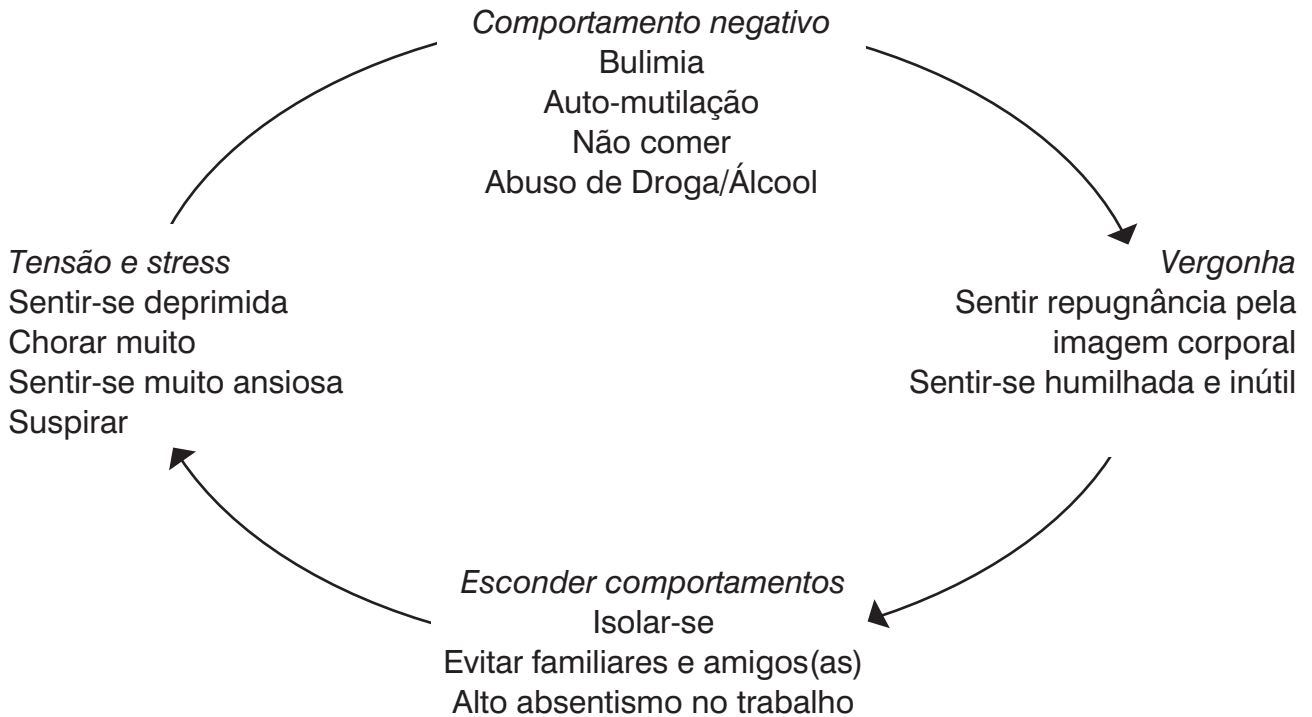 Comportamento negativo
Bulimia
Auto-mutilação
Não comer
Abuso de Droga/Álcool
Tensão e stress
Sentir-se deprimida
Chorar muito
Sentir-se muito ansiosa
Suspirar
Vergonha
Sentir repugnância pela
imagem corporal
Sentir-se humilhada e inútil
Esconder comportamentos
Isolar-se
Evitar familiares e amigos(as)
Alto absentismo no trabalho